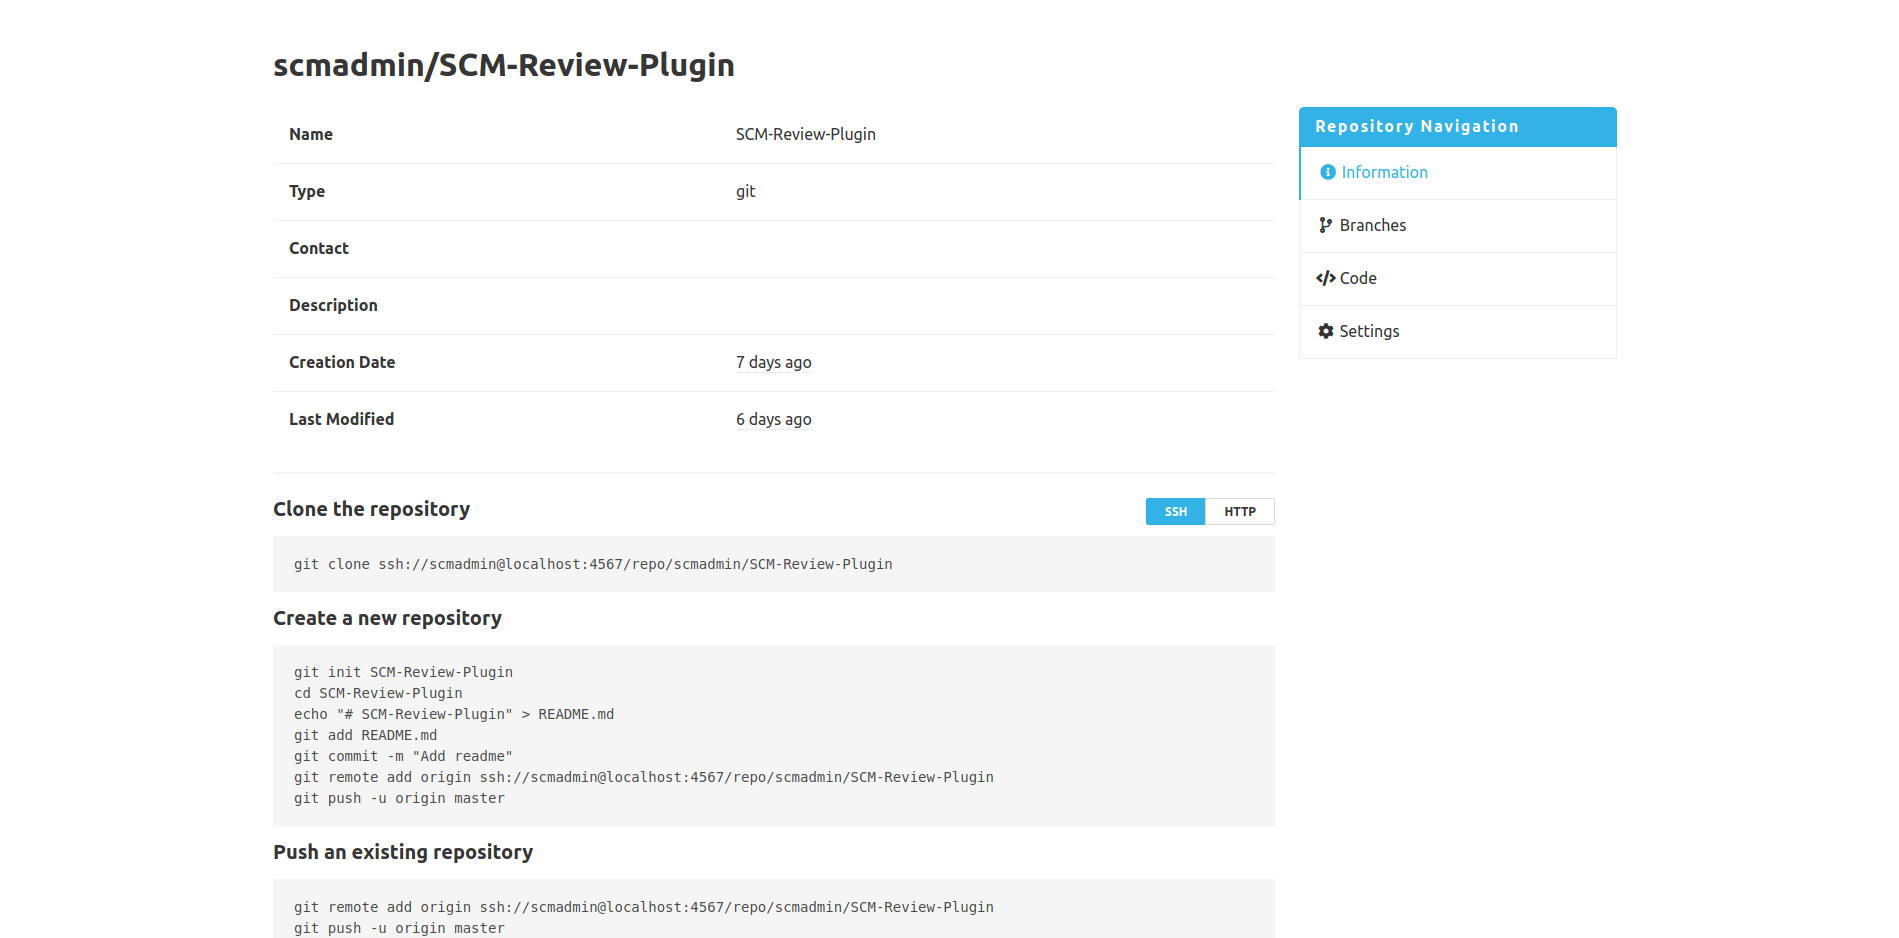 scmadmin/SCM-Review-Plugin
Name SCM-Review-Plugin
Type git
Contact
Description
Creation Date 7 days ago
Last Modified 6 days ago
Repository Navigation
Information
Branches
Code
Settings
Clone the repository
SSH HTTP
git clone ssh://scmadmin@localhost:4567/repo/scmadmin/SCM-Review-Plugin
Create a new repository
git init SCM-Review-Plugin
cd SCM-Review-Plugin
echo "# SCM-Review-Plugin" > README.md
git add README.md
git commit -m "Add readme"
git remote add origin ssh://scmadmin@localhost:4567/repo/scmadmin/SCM-Review-Plugin
git push -u origin master
Push an existing repository
git remote add origin ssh://scmadmin@localhost:4567/repo/scmadmin/SCM-Review-Plugin
git push -u origin master